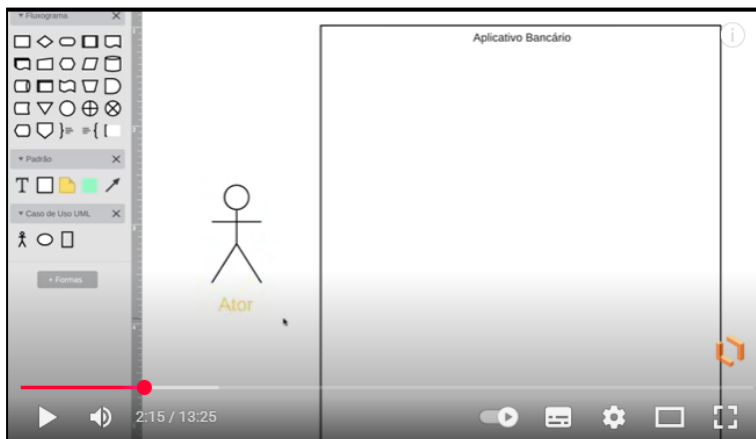 Fluxograma
Aplicativo Bancário
Padrão
T
Caso de Uso UML
+ Formas
Ator
2:15 / 13:25